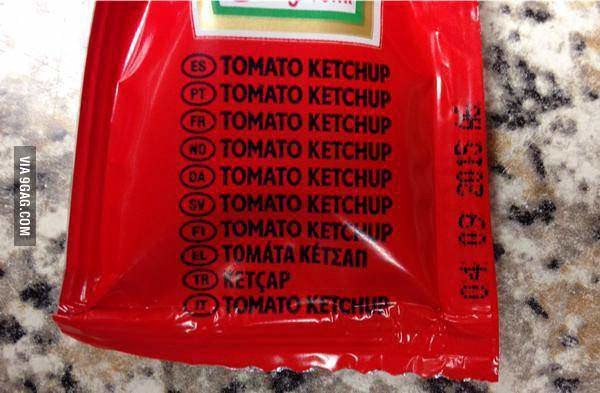 ES TOMATO KETCHUP
PT TOMATO KETCHUP
FR TOMATO KETCHUP
NO TOMATO KETCHUP
DA TOMATO KETCHUP
SV TOMATO KETCHUP
FI TOMATO KETCHUP
EL ΤΟΜΑΤΑ ΚΕΤΣΑΠ
TR KETÇAP
IT TOMATO KETCHUP
04 09 2015
VIA 9GAG.COM